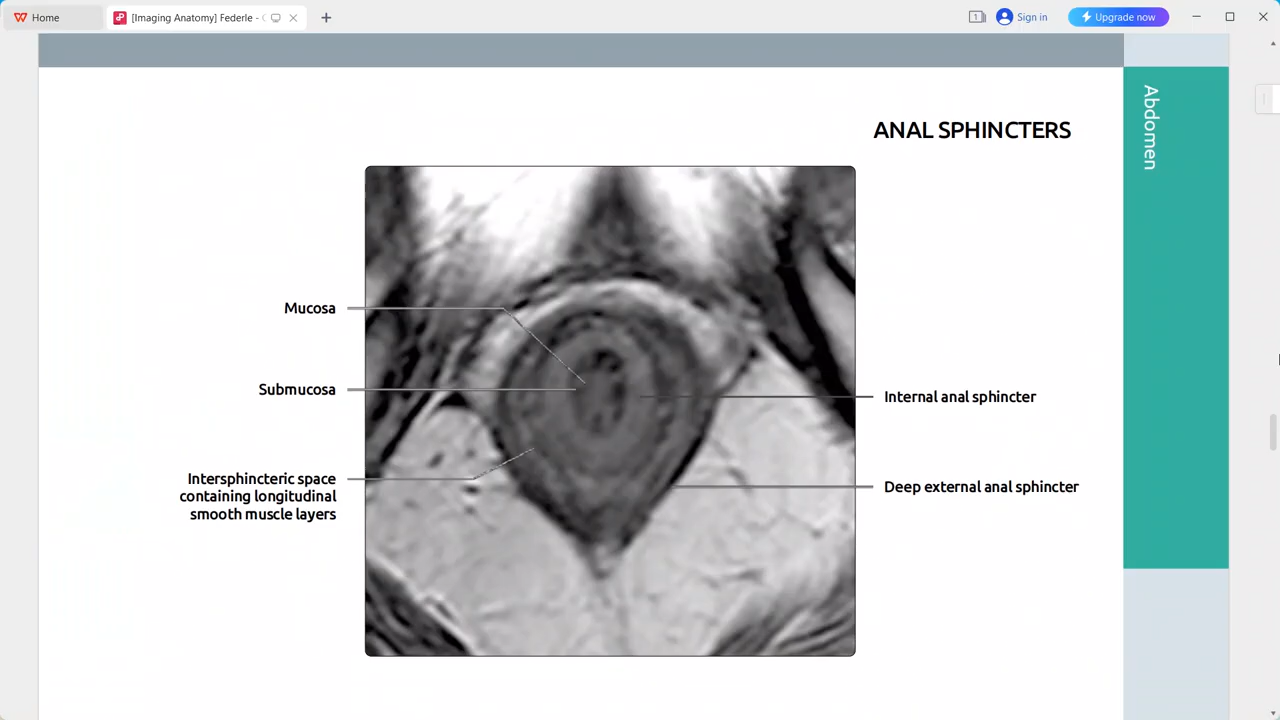 Home
[Imaging Anatomy] Federle -
1
Sign in
Upgrade now
Abdomen
ANAL SPHINCTERS
Mucosa
Submucosa
Internal anal sphincter
Intersphincteric space
containing longitudinal
smooth muscle layers
Deep external anal sphincter